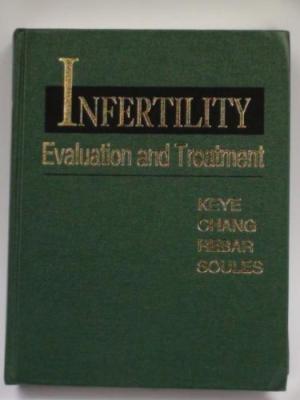 INFERTILITY
Evaluation and Treatment
KEYE
CHANG
REBAR
SOULES